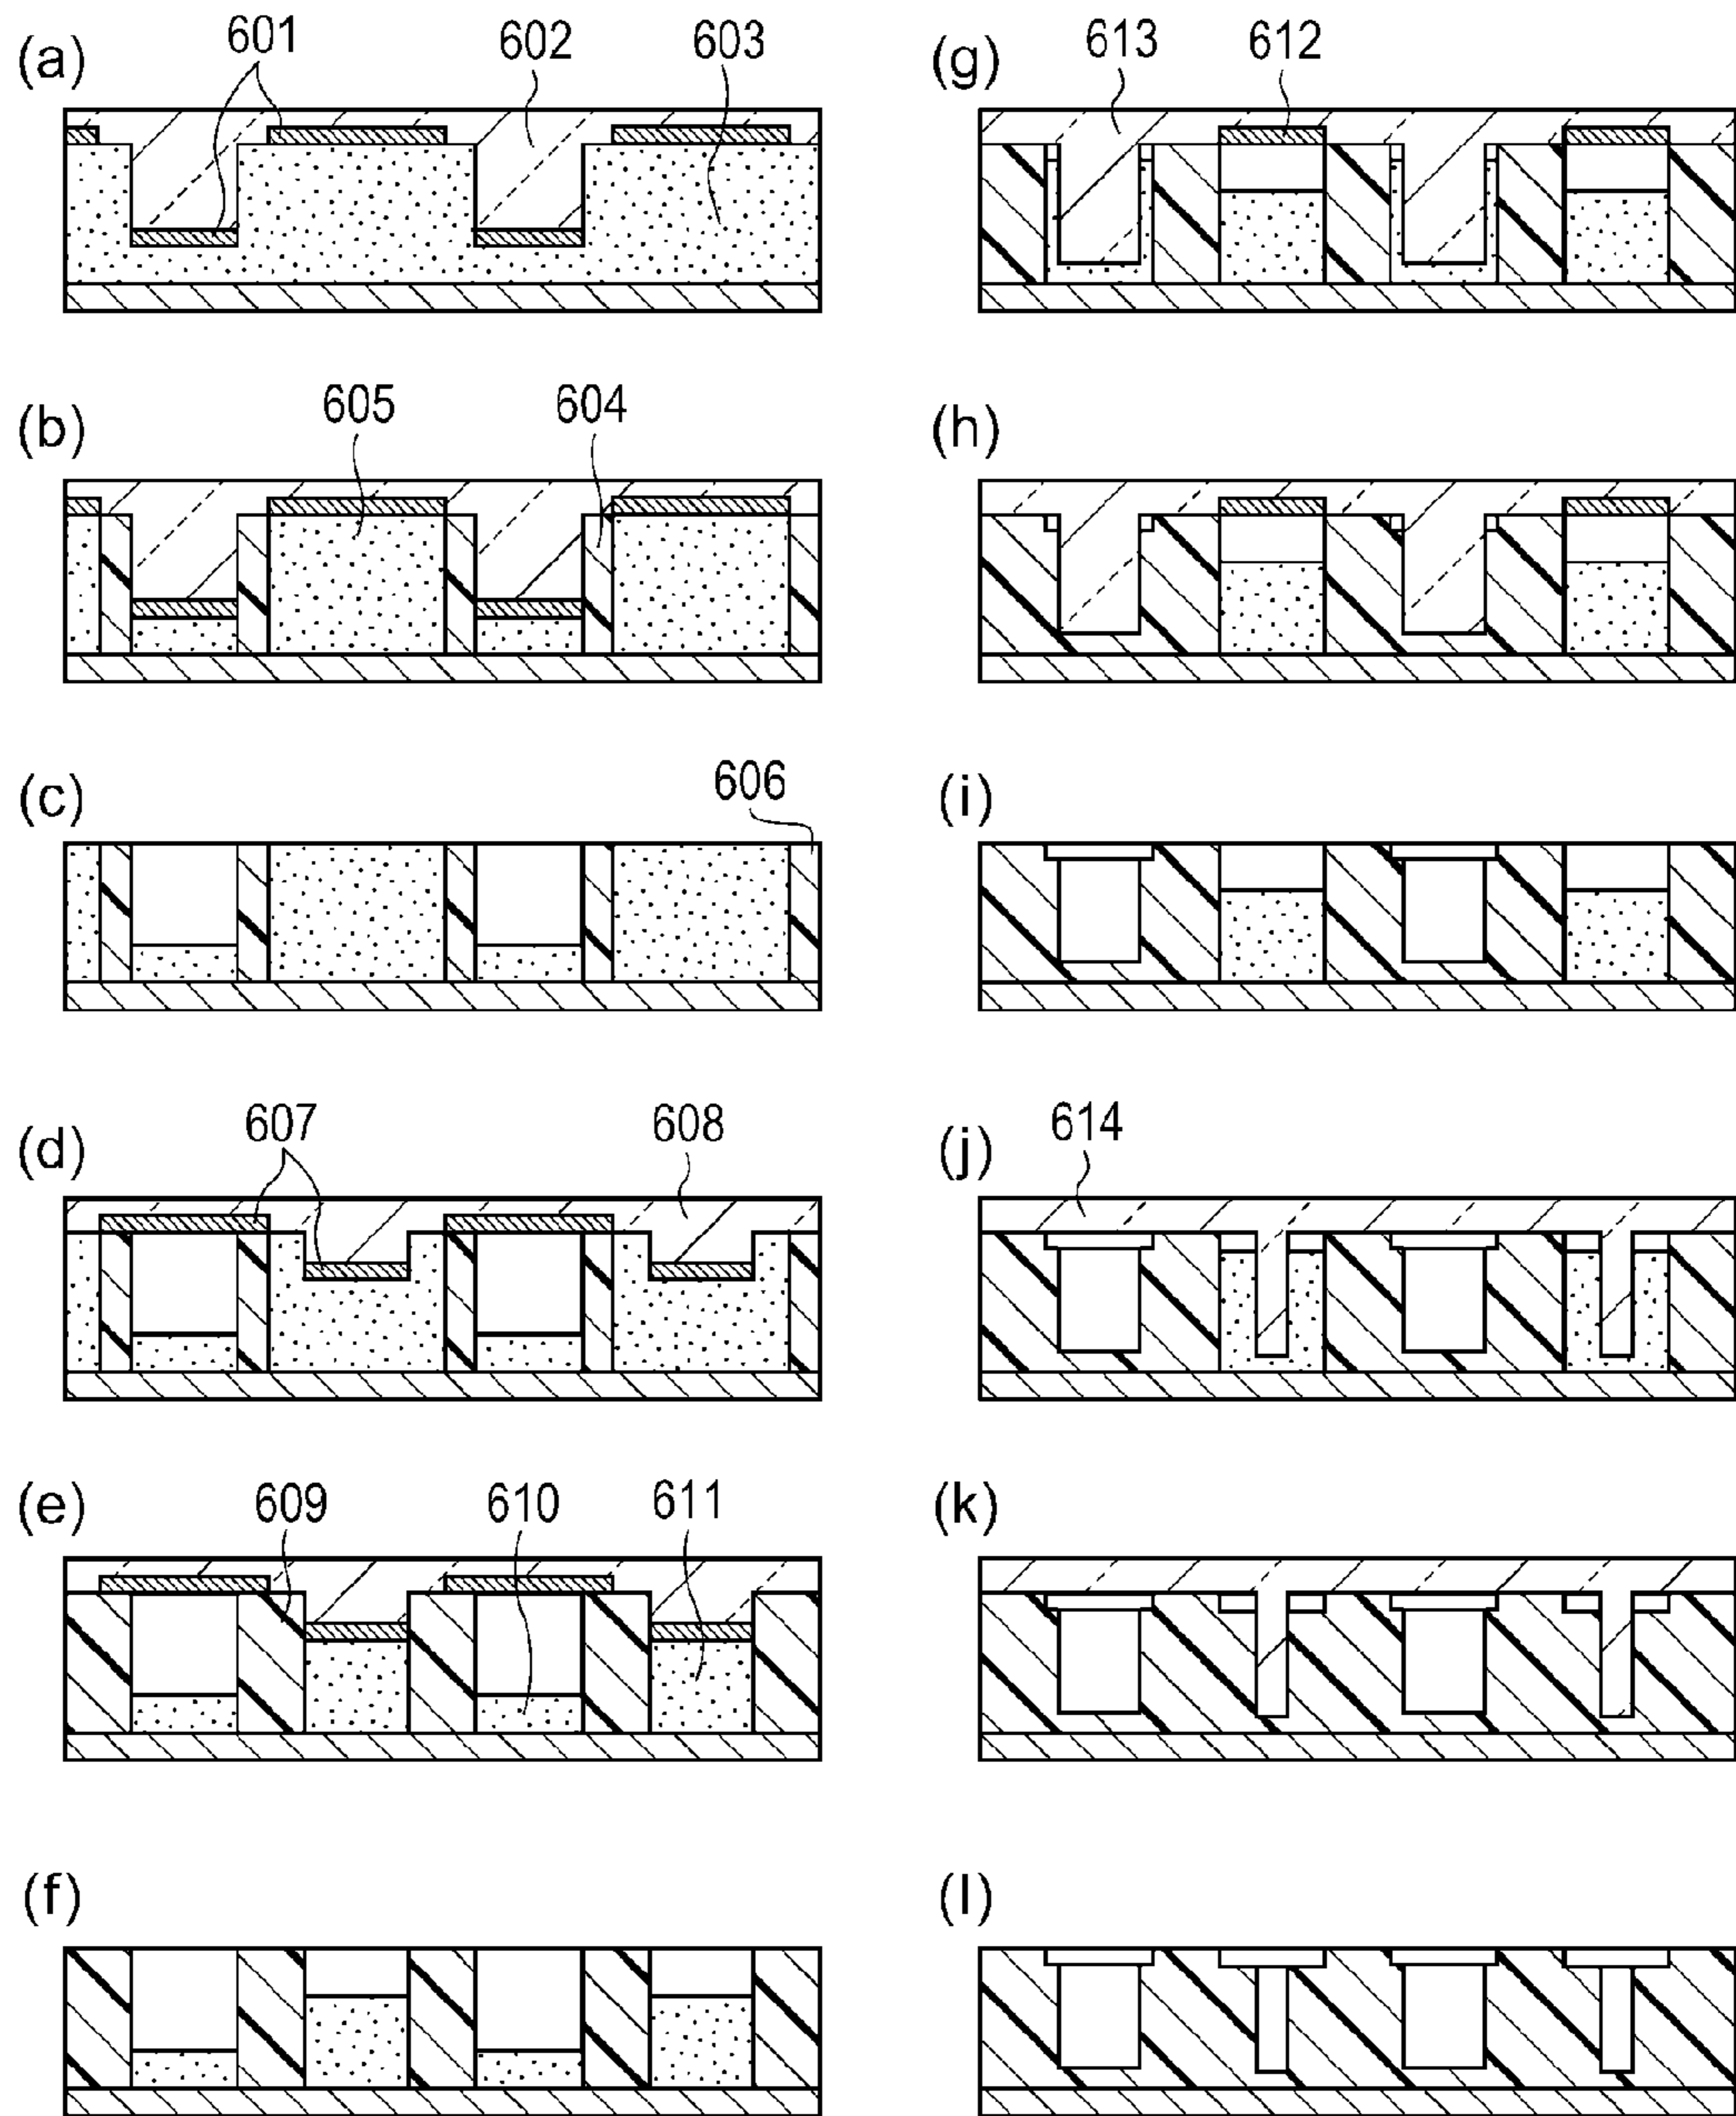 (a) 601 602 603
(b) 605 604
(c) 606
(d) 607 608
(e) 609 610 611
(f)
(g) 613 612
(h)
(i)
(j) 614
(k)
(l)